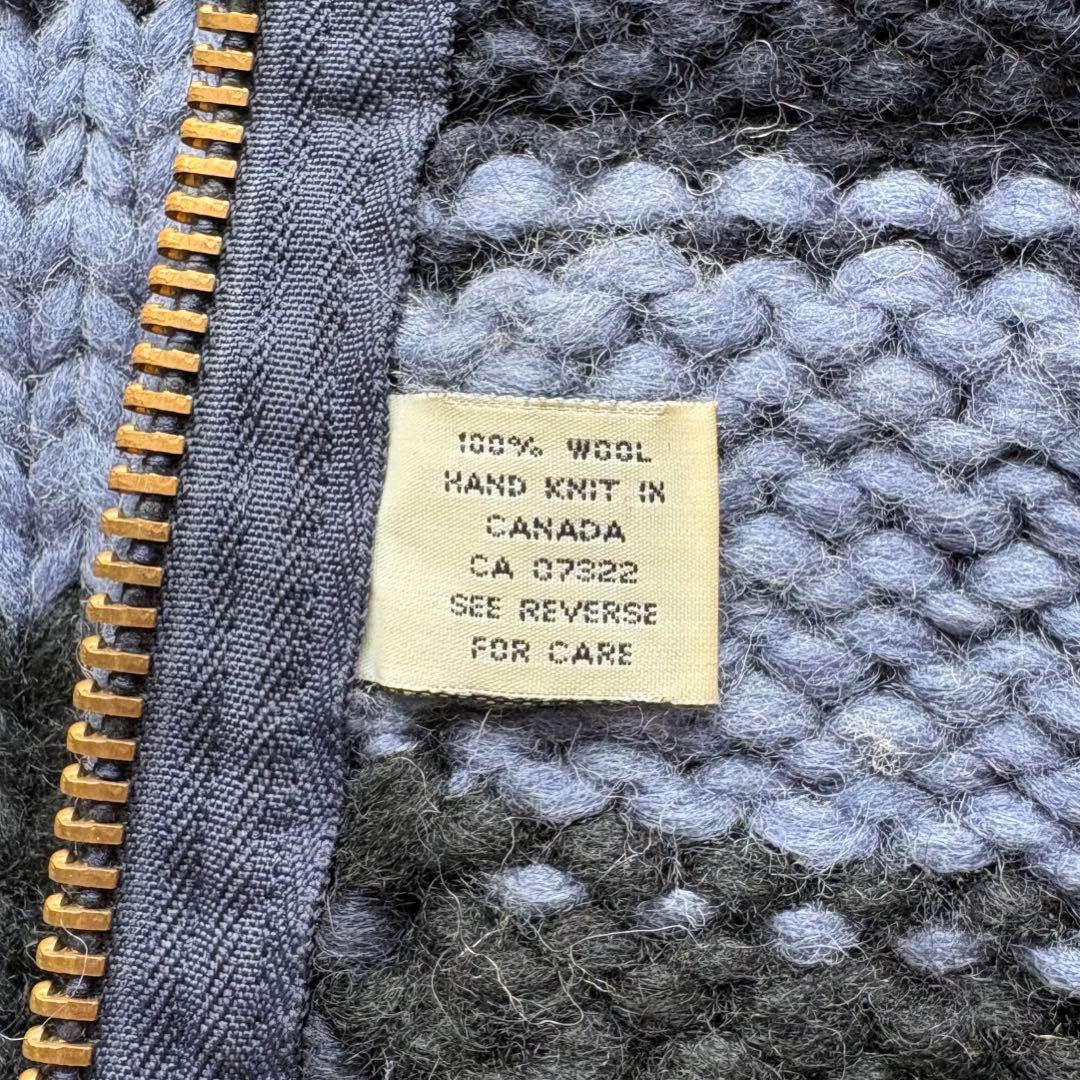 100% WOOL
HAND KNIT IN
CANADA
CA 07322
SEE REVERSE
FOR CARE